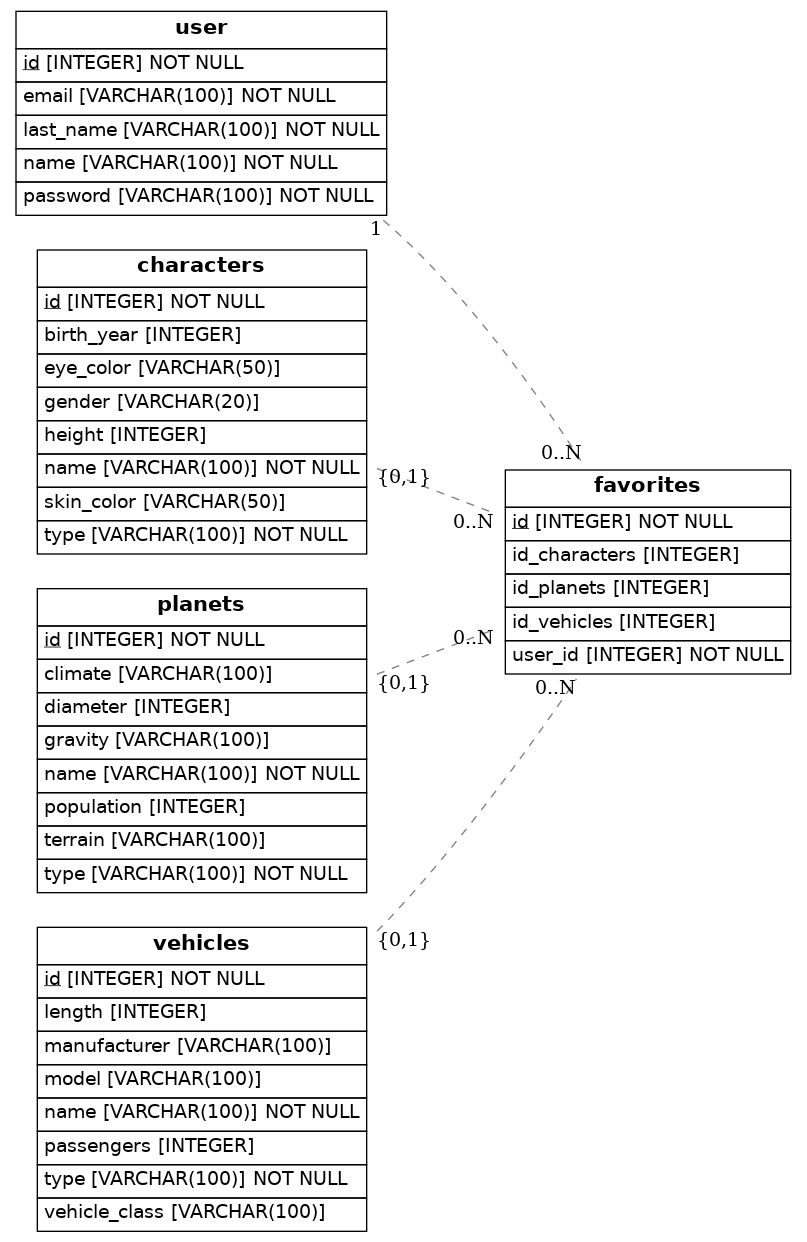 user
id [INTEGER] NOT NULL
email [VARCHAR(100)] NOT NULL
last_name [VARCHAR(100)] NOT NULL
name [VARCHAR(100)] NOT NULL
password [VARCHAR(100)] NOT NULL
1
characters
id [INTEGER] NOT NULL
birth_year [INTEGER]
eye_color [VARCHAR(50)]
gender [VARCHAR(20)]
height [INTEGER]
name [VARCHAR(100)] NOT NULL
skin_color [VARCHAR(50)]
type [VARCHAR(100)] NOT NULL
{0,1}
0..N
0..N
favorites
id [INTEGER] NOT NULL
id_characters [INTEGER]
id_planets [INTEGER]
id_vehicles [INTEGER]
user_id [INTEGER] NOT NULL
0..N
0..N
planets
id [INTEGER] NOT NULL
climate [VARCHAR(100)]
diameter [INTEGER]
gravity [VARCHAR(100)]
name [VARCHAR(100)] NOT NULL
population [INTEGER]
terrain [VARCHAR(100)]
type [VARCHAR(100)] NOT NULL
{0,1}
vehicles
id [INTEGER] NOT NULL
length [INTEGER]
manufacturer [VARCHAR(100)]
model [VARCHAR(100)]
name [VARCHAR(100)] NOT NULL
passengers [INTEGER]
type [VARCHAR(100)] NOT NULL
vehicle_class [VARCHAR(100)]
{0,1}